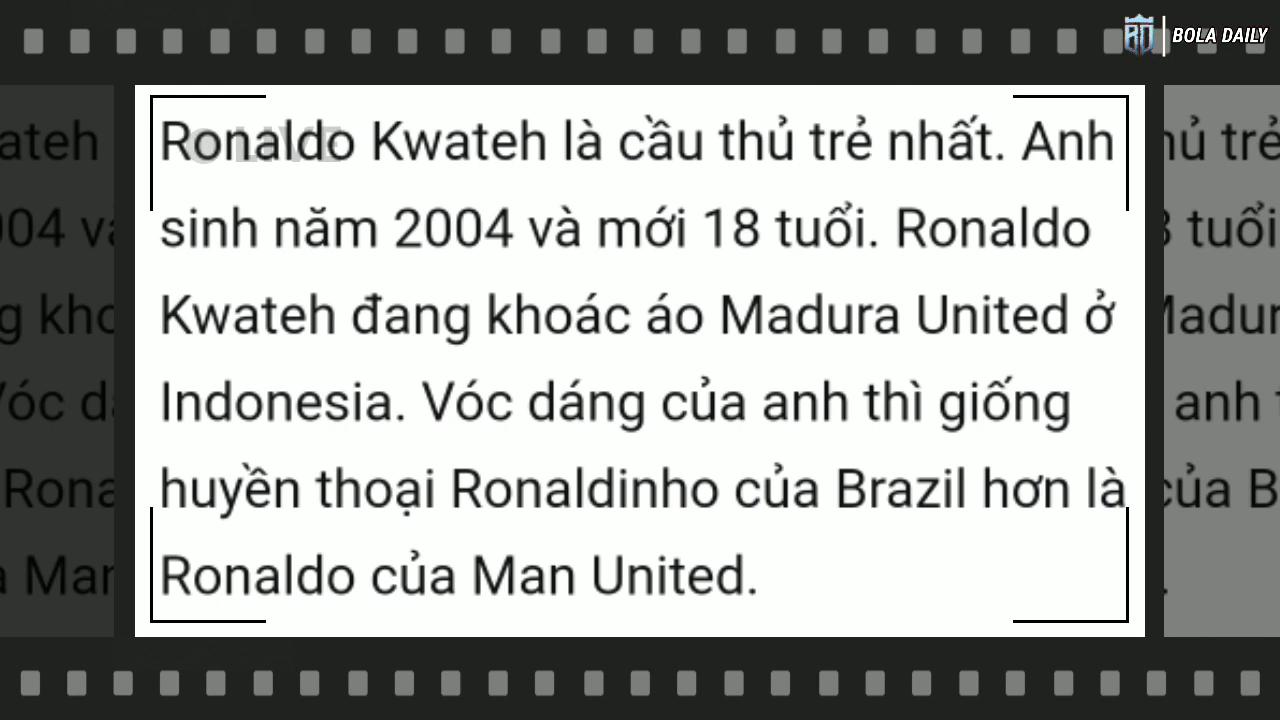 BOLA DAILY
Ronaldo Kwateh là cầu thủ trẻ nhất. Anh
sinh năm 2004 và mới 18 tuổi. Ronaldo
Kwateh đang khoác áo Madura United ở
Indonesia. Vóc dáng của anh thì giống
huyền thoại Ronaldinho của Brazil hơn là
Ronaldo của Man United.